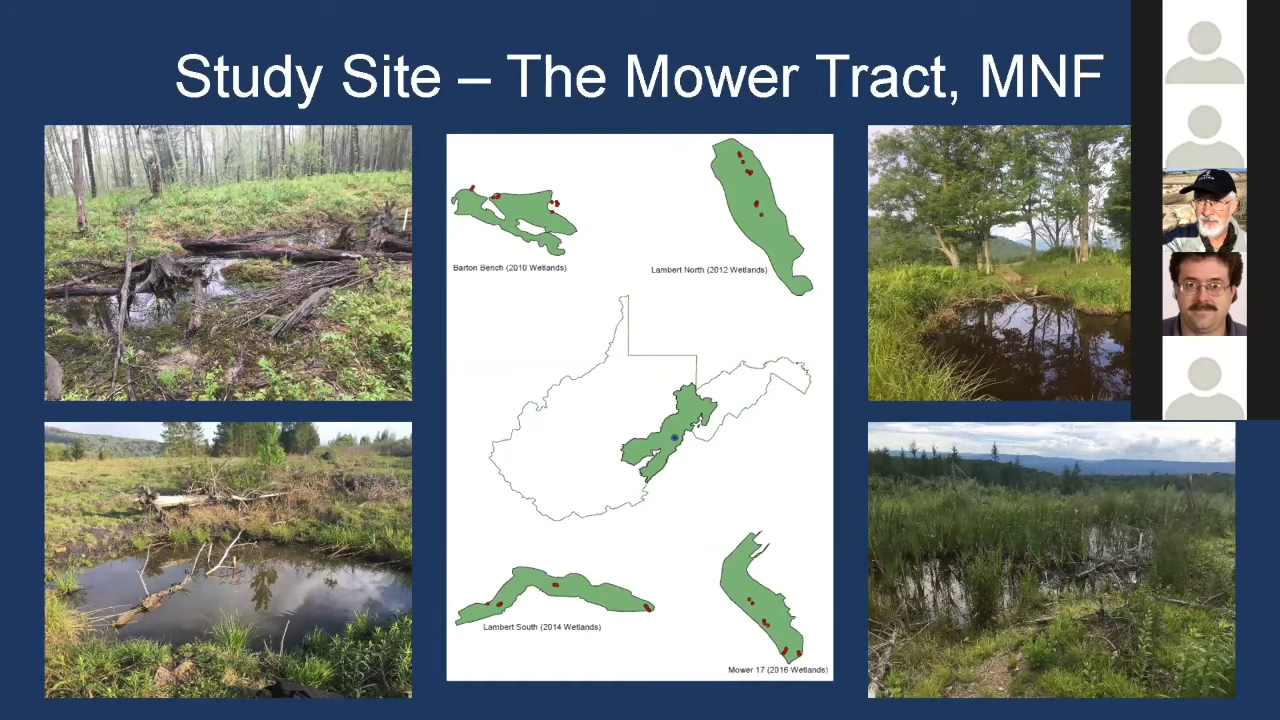 Study Site – The Mower Tract, MNF
Barton Bench (2010 Wetlands)
Lambert North (2012 Wetlands)
Lambert South (2014 Wetlands)
Mower 17 (2016 Wetlands)